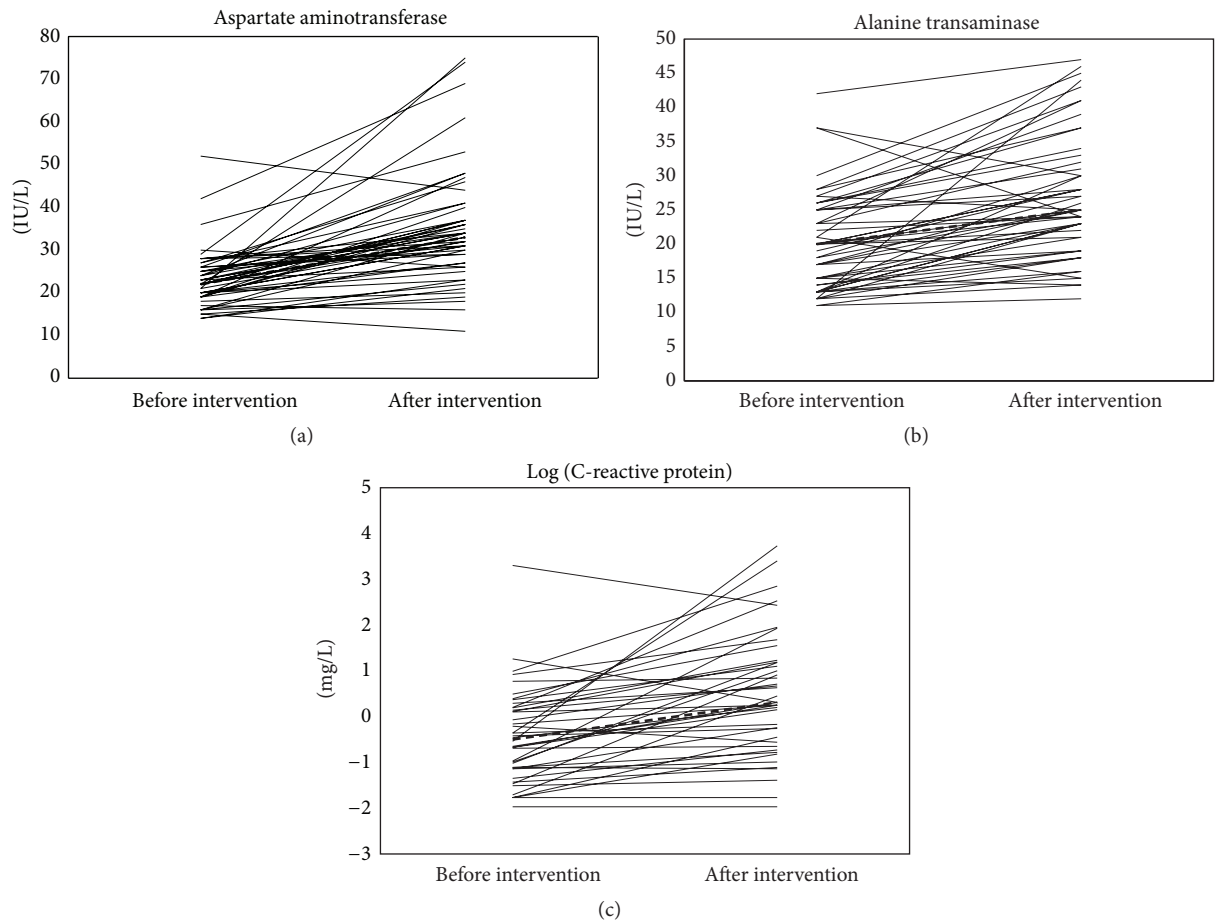 Aspartate aminotransferase
80
70
60
50
40
30
20
10
0
(IU/L)
Before intervention After intervention
(a)
Alanine transaminase
50
45
40
35
30
25
20
15
10
5
0
(IU/L)
Before intervention After intervention
(b)
Log (C-reactive protein)
5
4
3
2
1
0
−1
−2
−3
(mg/L)
Before intervention After intervention
(c)